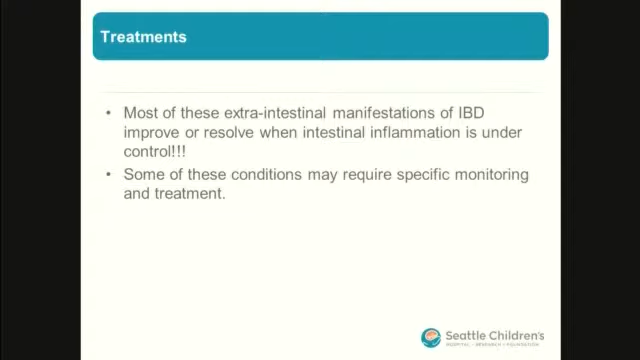 Treatments
• Most of these extra-intestinal manifestations of IBD
improve or resolve when intestinal inflammation is under
control!!!
• Some of these conditions may require specific monitoring
and treatment.
Seattle Children's
HOSPITAL • RESEARCH • FOUNDATION